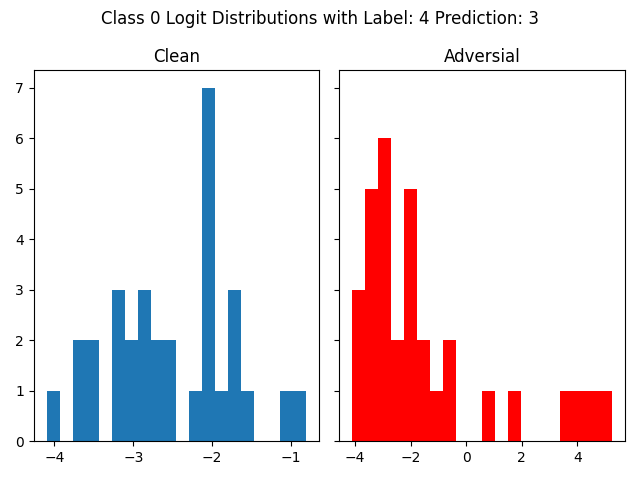 Class 0 Logit Distributions with Label: 4 Prediction: 3
Clean
Adversial
7
6
5
4
3
2
1
0
−4 −3 −2 −1
−4 −2 0 2 4